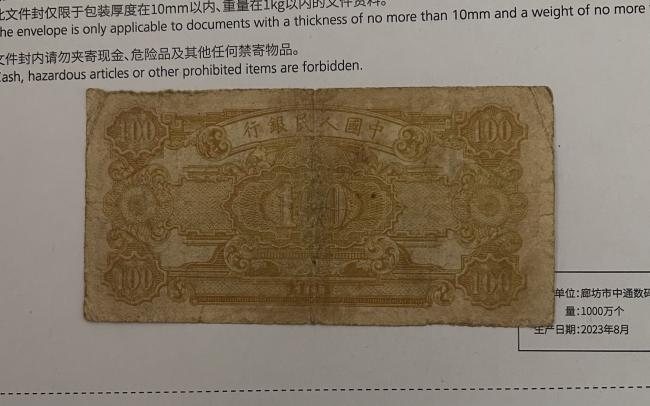 此文件封仅限于包装厚度在10mm以内、重量在1kg以内的文件资料。
he envelope is only applicable to documents with a thickness of no more than 10mm and a weight of no more
文件封内请勿夹寄现金、危险品及其他任何禁寄物品。
Cash, hazardous articles or other prohibited items are forbidden.
行銀民人國中
100
100
100
100
100
单位:廊坊市中通数码
量:1000万个
生产日期:2023年8月